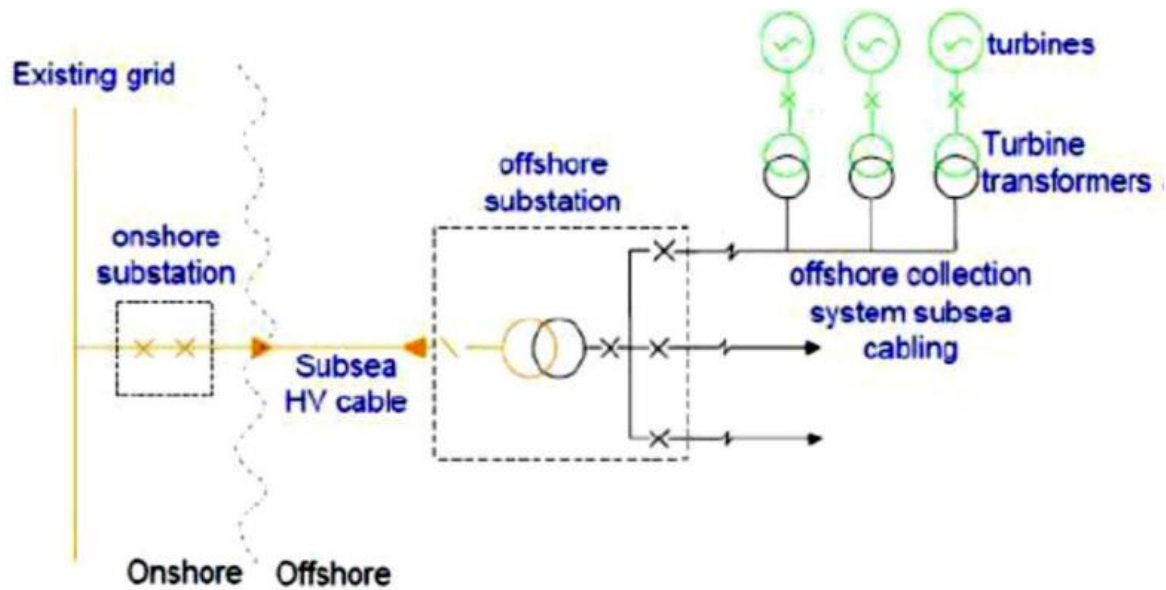 turbines
Existing grid
Turbine
transformers
offshore
substation
onshore
substation
offshore collection
system subsea
cabling
Subsea
HV cable
Onshore
Offshore